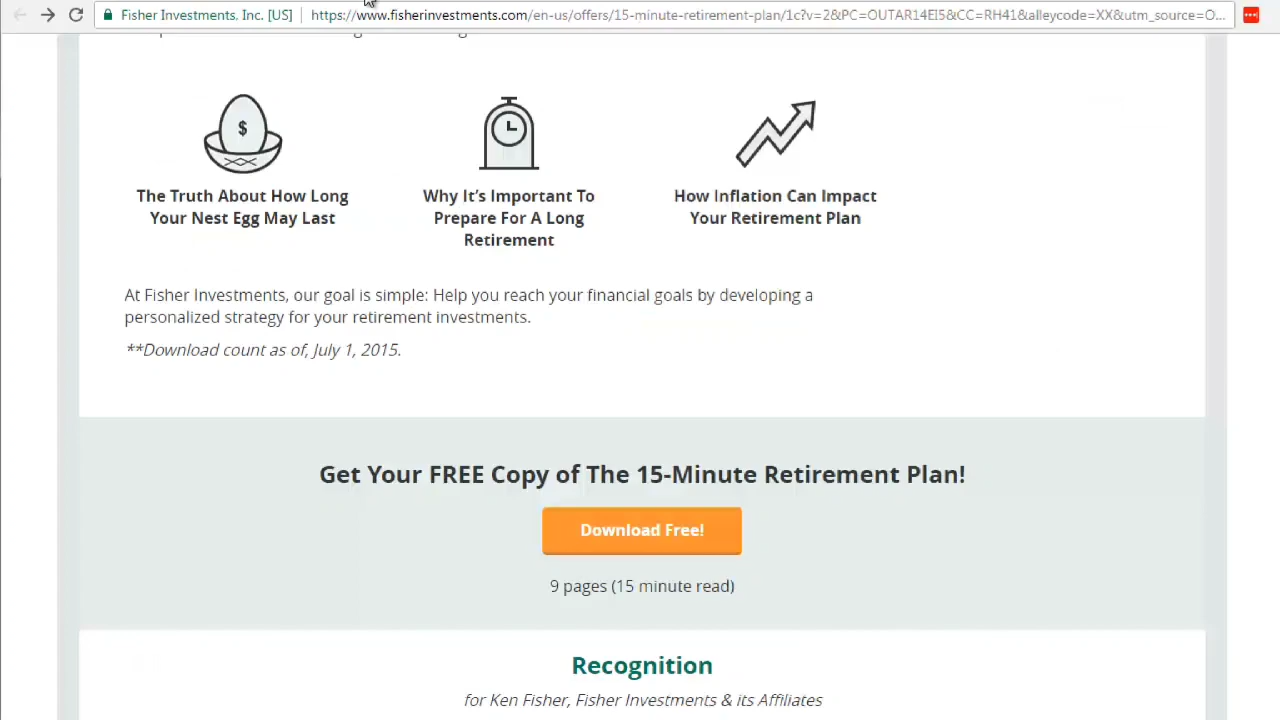 Fisher Investments, Inc. [US] https://www.fisherinvestments.com/en-us/offers/15-minute-retirement-plan/1c?v=2&PC=OUTAR14EI5&CC=RH41&alleycode=XX&utm_source=O...
$
The Truth About How Long
Your Nest Egg May Last
Why It's Important To
Prepare For A Long
Retirement
How Inflation Can Impact
Your Retirement Plan
At Fisher Investments, our goal is simple: Help you reach your financial goals by developing a
personalized strategy for your retirement investments.
**Download count as of, July 1, 2015.
Get Your FREE Copy of The 15-Minute Retirement Plan!
Download Free!
9 pages (15 minute read)
Recognition
for Ken Fisher, Fisher Investments & its Affiliates